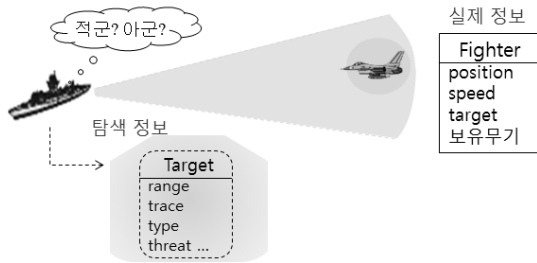 적군? 아군?
실제 정보
Fighter
position
speed
target
보유무기
탐색 정보
Target
range
trace
type
threat ...